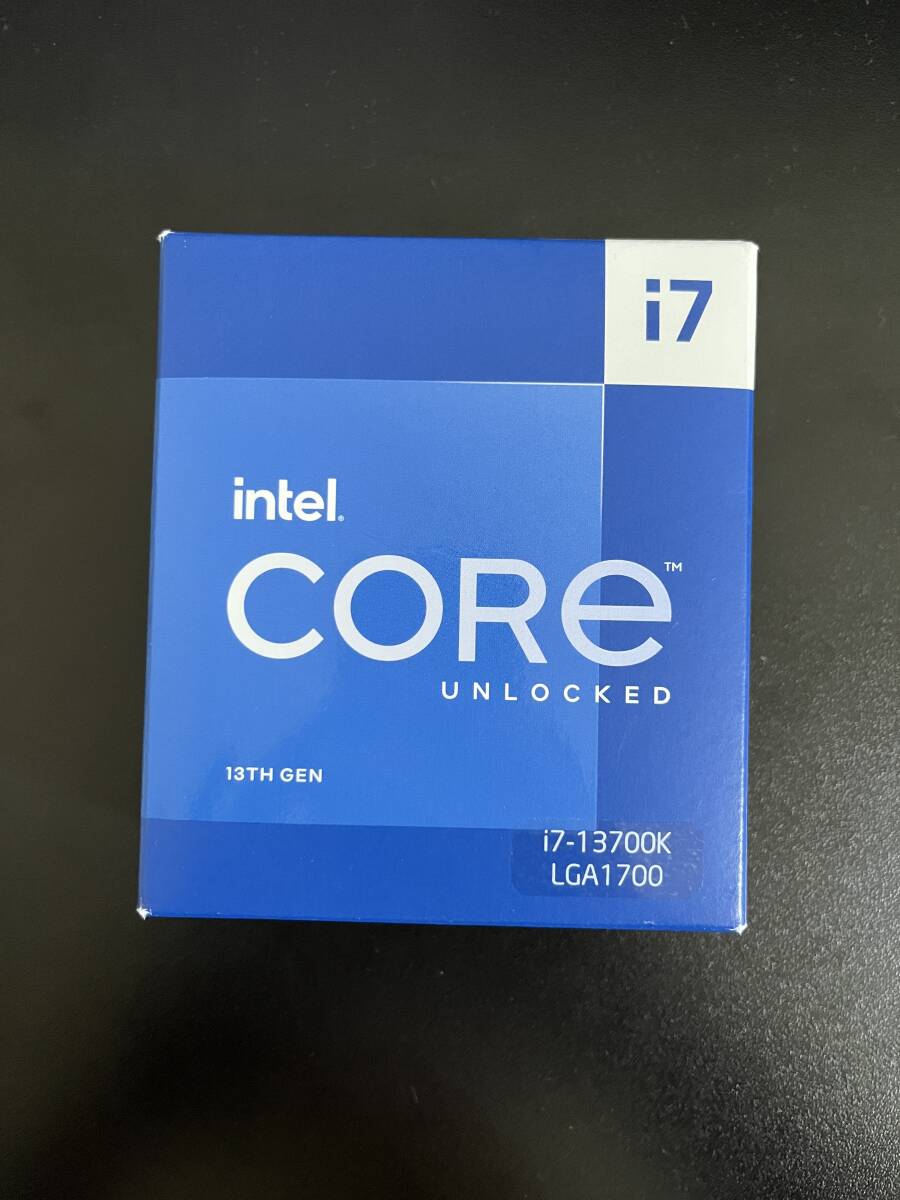 i7
intel.
CORe™
UNLOCKED
13TH GEN
i7-13700K
LGA1700